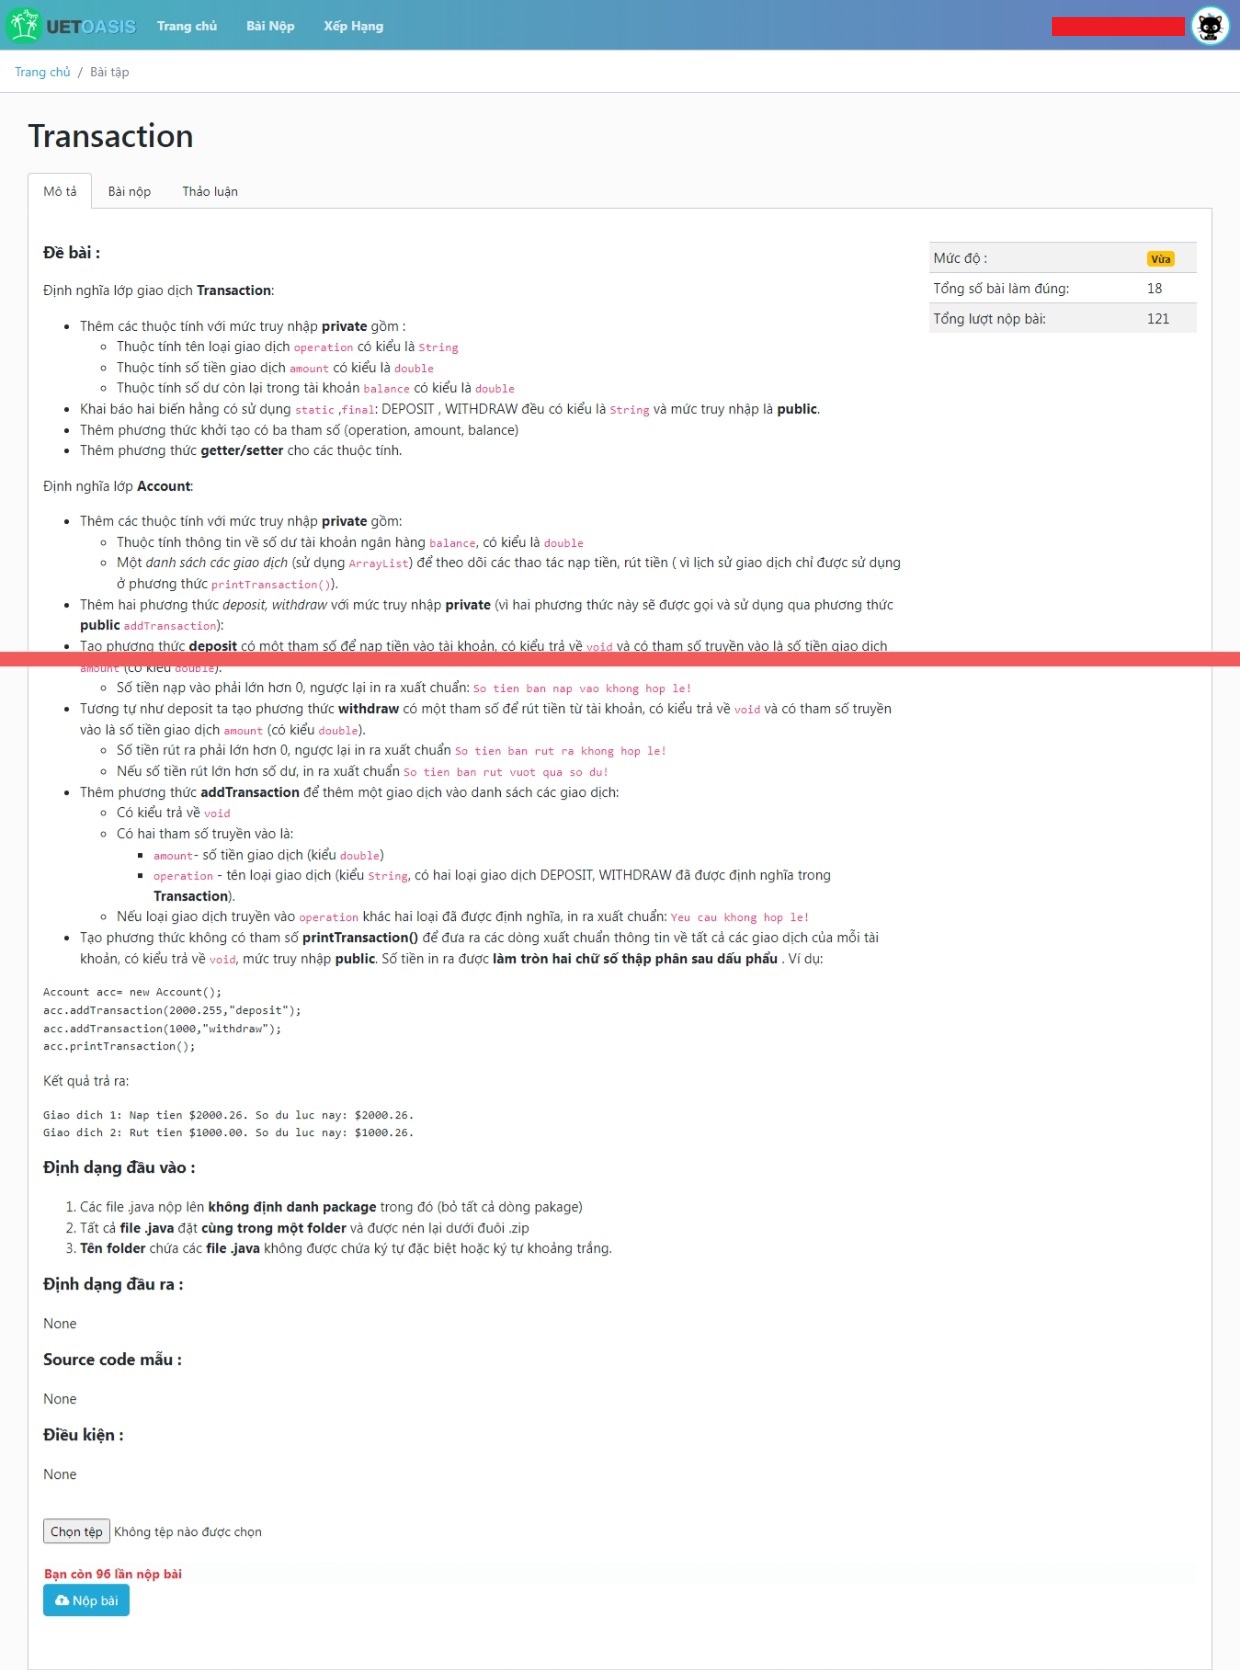 UETOASIS Trang chủ Bài Nộp Xếp Hạng
Trang chủ / Bài tập
Transaction
Mô tả Bài nộp Thảo luận
Đề bài :
Mức độ : Vừa
Tổng số bài làm đúng: 18
Tổng lượt nộp bài: 121
Định nghĩa lớp giao dịch Transaction:
Thêm các thuộc tính với mức truy nhập private gồm :
Thuộc tính tên loại giao dịch operation có kiểu là String
Thuộc tính số tiền giao dịch amount có kiểu là double
Thuộc tính số dư còn lại trong tài khoản balance có kiểu là double
Khai báo hai biến hằng có sử dụng static ,final: DEPOSIT , WITHDRAW đều có kiểu là String và mức truy nhập là public.
Thêm phương thức khởi tạo có ba tham số (operation, amount, balance)
Thêm phương thức getter/setter cho các thuộc tính.
Định nghĩa lớp Account:
Thêm các thuộc tính với mức truy nhập private gồm:
Thuộc tính thông tin về số dư tài khoản ngân hàng balance, có kiểu là double
Một danh sách các giao dịch (sử dụng ArrayList) để theo dõi các thao tác nạp tiền, rút tiền ( vì lịch sử giao dịch chỉ được sử dụng
ở phương thức printTransaction()).
Thêm hai phương thức deposit, withdraw với mức truy nhập private (vì hai phương thức này sẽ được gọi và sử dụng qua phương thức
public addTransaction):
Tạo phương thức deposit có một tham số để nạp tiền vào tài khoản, có kiểu trả về void và có tham số truyền vào là số tiền giao dịch
amount (có kiểu double).
Số tiền nạp vào phải lớn hơn 0, ngược lại in ra xuất chuẩn: So tien ban nap vao khong hop le!
Tương tự như deposit ta tạo phương thức withdraw có một tham số để rút tiền từ tài khoản, có kiểu trả về void và có tham số truyền
vào là số tiền giao dịch amount (có kiểu double).
Số tiền rút ra phải lớn hơn 0, ngược lại in ra xuất chuẩn So tien ban rut ra khong hop le!
Nếu số tiền rút lớn hơn số dư, in ra xuất chuẩn So tien ban rut vuot qua so du!
Thêm phương thức addTransaction để thêm một giao dịch vào danh sách các giao dịch:
Có kiểu trả về void
Có hai tham số truyền vào là:
amount- số tiền giao dịch (kiểu double)
operation - tên loại giao dịch (kiểu String, có hai loại giao dịch DEPOSIT, WITHDRAW đã được định nghĩa trong
Transaction).
Nếu loại giao dịch truyền vào operation khác hai loại đã được định nghĩa, in ra xuất chuẩn: Yeu cau khong hop le!
Tạo phương thức không có tham số printTransaction() để đưa ra các dòng xuất chuẩn thông tin về tất cả các giao dịch của mỗi tài
khoản, có kiểu trả về void, mức truy nhập public. Số tiền in ra được làm tròn hai chữ số thập phân sau dấu phẩu . Ví dụ:
Account acc= new Account();
acc.addTransaction(2000.255,"deposit");
acc.addTransaction(1000,"withdraw");
acc.printTransaction();
Kết quả trả ra:
Giao dich 1: Nap tien $2000.26. So du luc nay: $2000.26.
Giao dich 2: Rut tien $1000.00. So du luc nay: $1000.26.
Định dạng đầu vào :
1. Các file .java nộp lên không định danh package trong đó (bỏ tất cả dòng pakage)
2. Tất cả file .java đặt cùng trong một folder và được nén lại dưới đuôi .zip
3. Tên folder chứa các file .java không được chứa ký tự đặc biệt hoặc ký tự khoảng trắng.
Định dạng đầu ra :
None
Source code mẫu :
None
Điều kiện :
None
Chọn tệp Không tệp nào được chọn
Bạn còn 96 lần nộp bài
Nộp bài